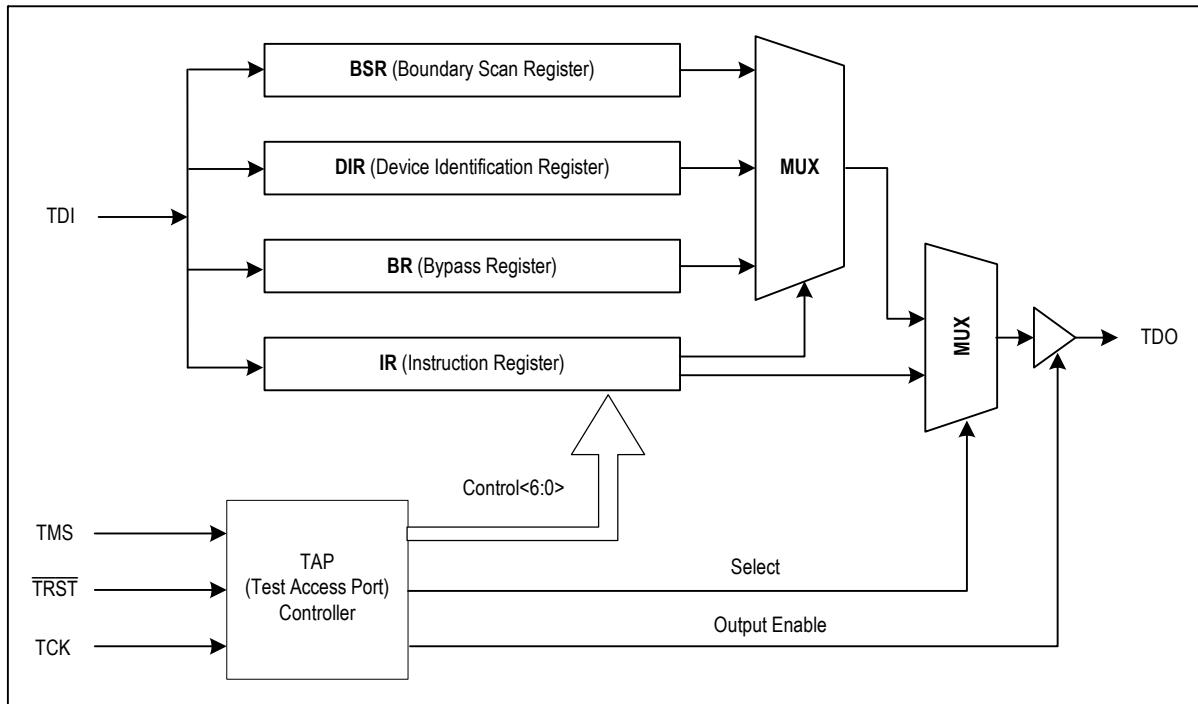 BSR (Boundary Scan Register)
DIR (Device Identification Register)
MUX
TDI
BR (Bypass Register)
MUX
TDO
IR (Instruction Register)
Control<6:0>
TMS
TAP
(Test Access Port)
Controller
Select
TRST
Output Enable
TCK